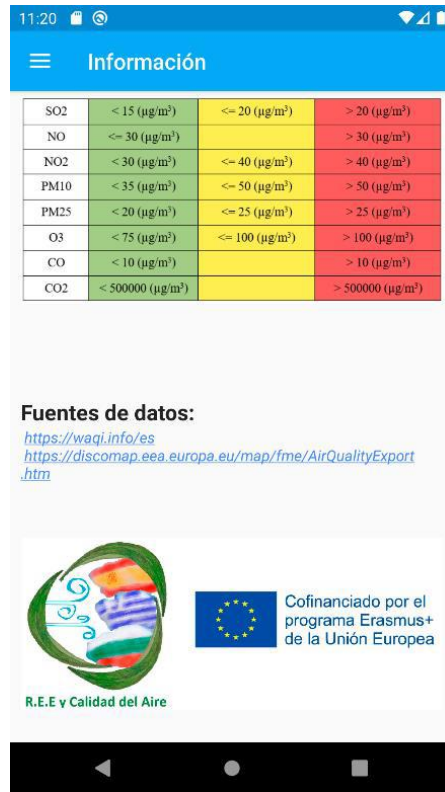 11:20
Información
SO2 < 15 (µg/m³) <= 20 (µg/m³) > 20 (µg/m³)
NO <= 30 (µg/m³) > 30 (µg/m³)
NO2 < 30 (µg/m³) <= 40 (µg/m³) > 40 (µg/m³)
PM10 < 35 (µg/m³) <= 50 (µg/m³) > 50 (µg/m³)
PM25 < 20 (µg/m³) <= 25 (µg/m³) > 25 (µg/m³)
O3 < 75 (µg/m³) <= 100 (µg/m³) > 100 (µg/m³)
CO < 10 (µg/m³) > 10 (µg/m³)
CO2 < 500000 (µg/m³) > 500000 (µg/m³)
Fuentes de datos:
https://waqi.info/es
https://discomap.eea.europa.eu/map/fme/AirQualityExport
.htm
Cofinanciado por el
programa Erasmus+
de la Unión Europea
R.E.E y Calidad del Aire